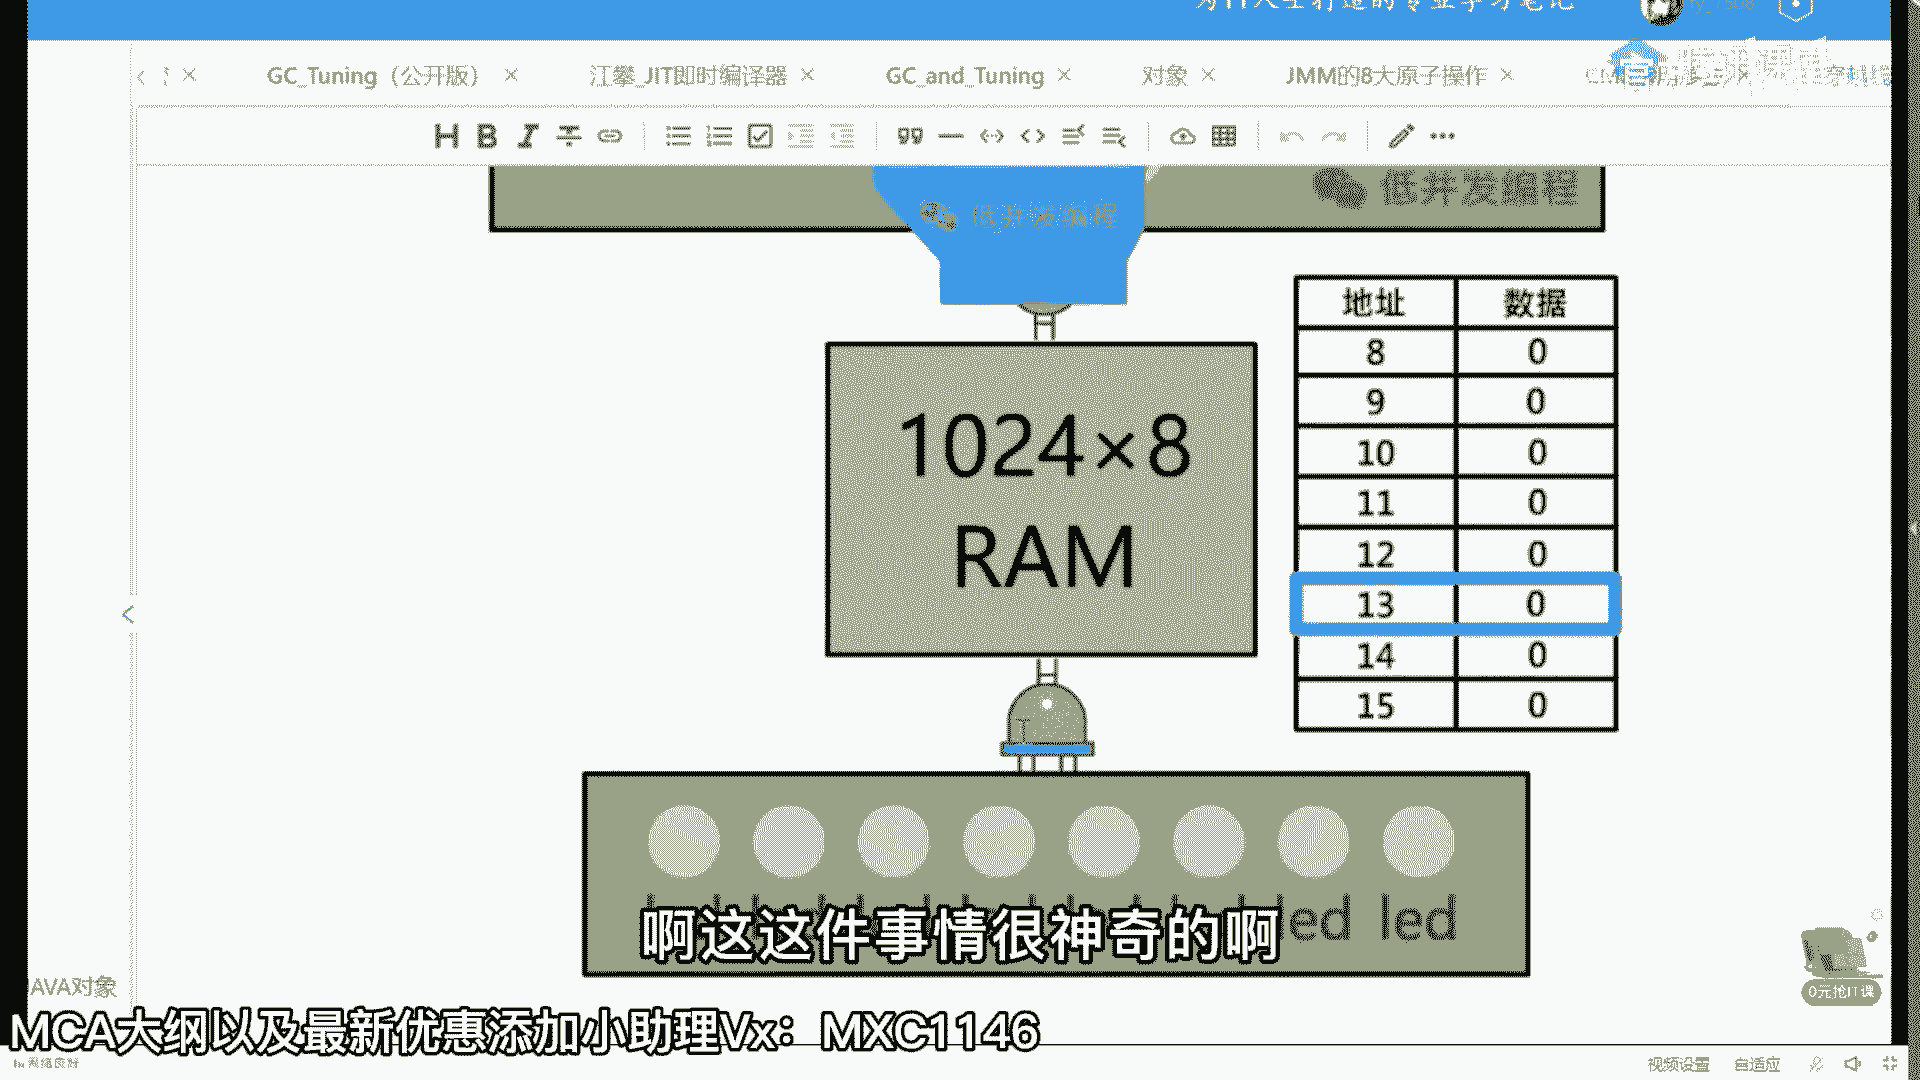 GC_Tuning（公开版） 江攀_JIT即时编译器 GC_and_Tuning 对象 JMM的8大原子操作
H B I T
低并发编程
低并发编程
地址 数据
8 0
9 0
10 0
11 0
12 0
13 0
14 0
15 0
1024×8
RAM
led led
啊这这件事情很神奇的啊
JAVA对象
0元抢IT课
MCA大纲以及最新优惠添加小助理Vx：MXC1146
网络良好
视频设置 自适应